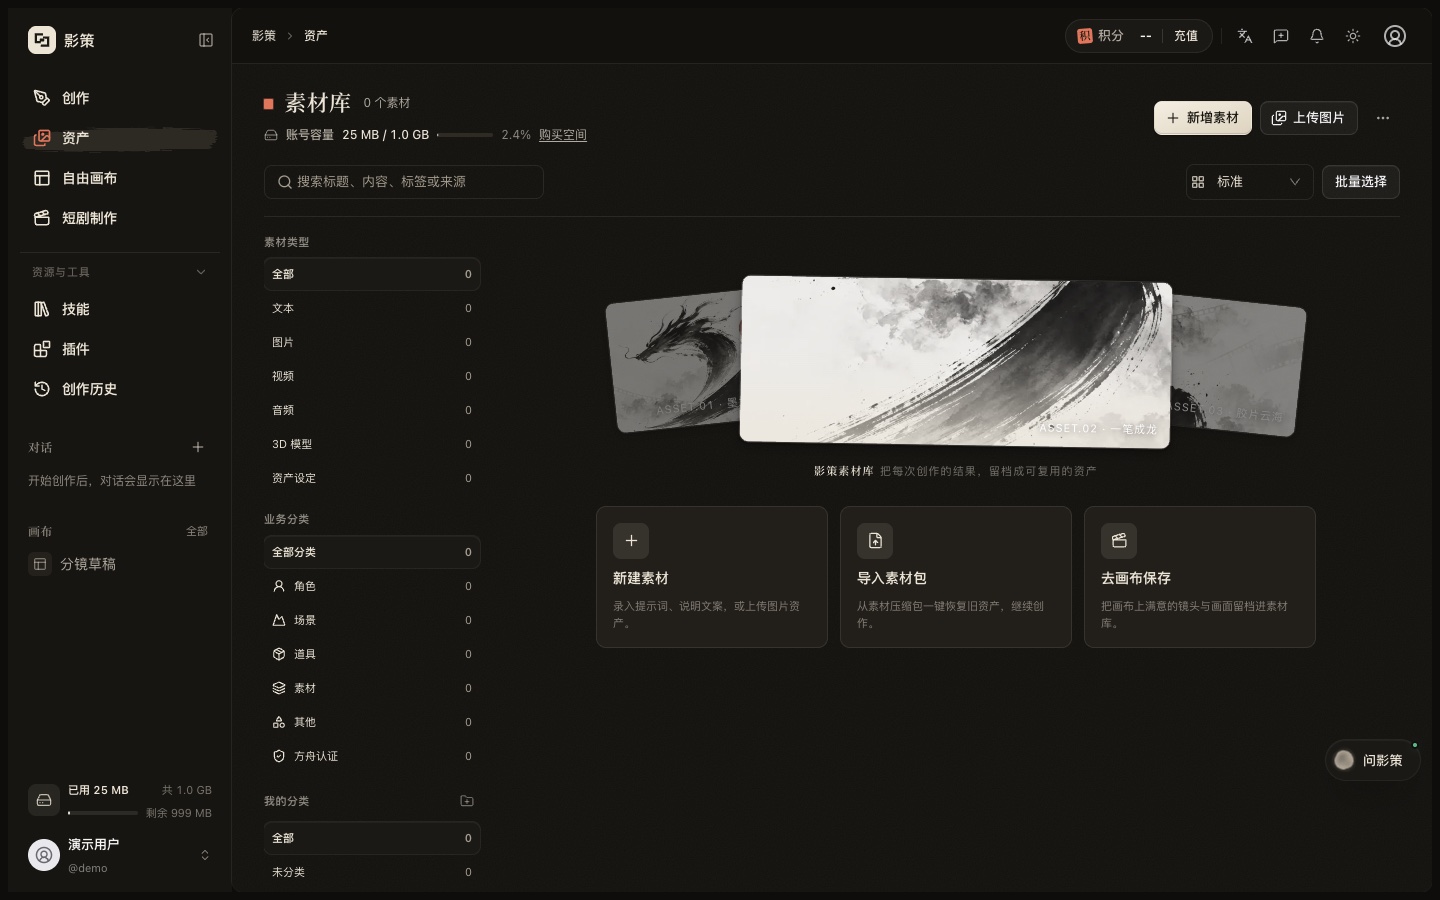 影策
创作
资产
自由画布
短剧制作
资源与工具
技能
插件
创作历史
对话
开始创作后，对话会显示在这里
画布
全部
分镜草稿
已用 25 MB
共 1.0 GB
剩余 999 MB
演示用户
@demo
影策 > 资产
积 积分 -- 充值
素材库 0 个素材
账号容量 25 MB / 1.0 GB 2.4% 购买空间
新增素材
上传图片
搜索标题、内容、标签或来源
标准
批量选择
素材类型
全部 0
文本 0
图片 0
视频 0
音频 0
3D 模型 0
资产设定 0
业务分类
全部分类 0
角色 0
场景 0
道具 0
素材 0
其他 0
方舟认证 0
我的分类
全部 0
未分类 0
ASSET.01 · 墨
ASSET.02 · 一笔成龙
ASSET.03 · 胶片云海
影策素材库 把每次创作的结果，留档成可复用的资产
新建素材
录入提示词、说明文案，或上传图片资
产。
导入素材包
从素材压缩包一键恢复旧资产，继续创
作。
去画布保存
把画布上满意的镜头与画面留档进素材
库。
问影策